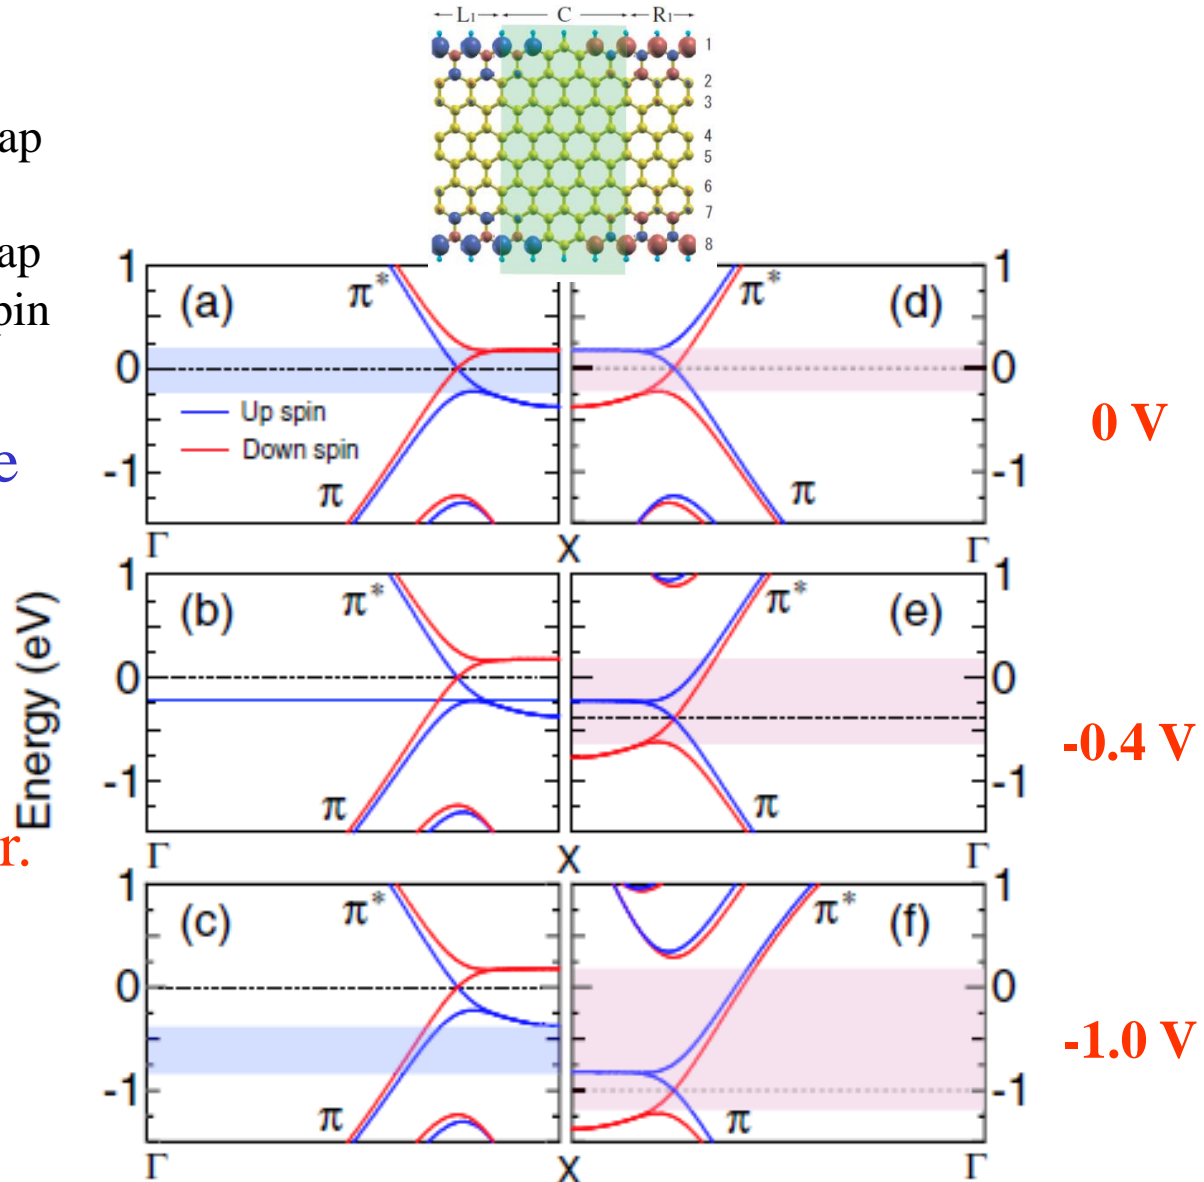 L1 C R1
1
2
3
4
5
6
7
8
ap
ap
pin
e
r.
Energy (eV)
1
0
-1
(a)
π*
Up spin
Down spin
π
Γ
X
(d)
π*
π
1
0
-1
Γ
0 V
1
0
-1
(b)
π*
π
Γ
X
(e)
π*
π
1
0
-1
Γ
-0.4 V
1
0
-1
(c)
π*
π
Γ
X
(f)
π*
π
1
0
-1
Γ
-1.0 V